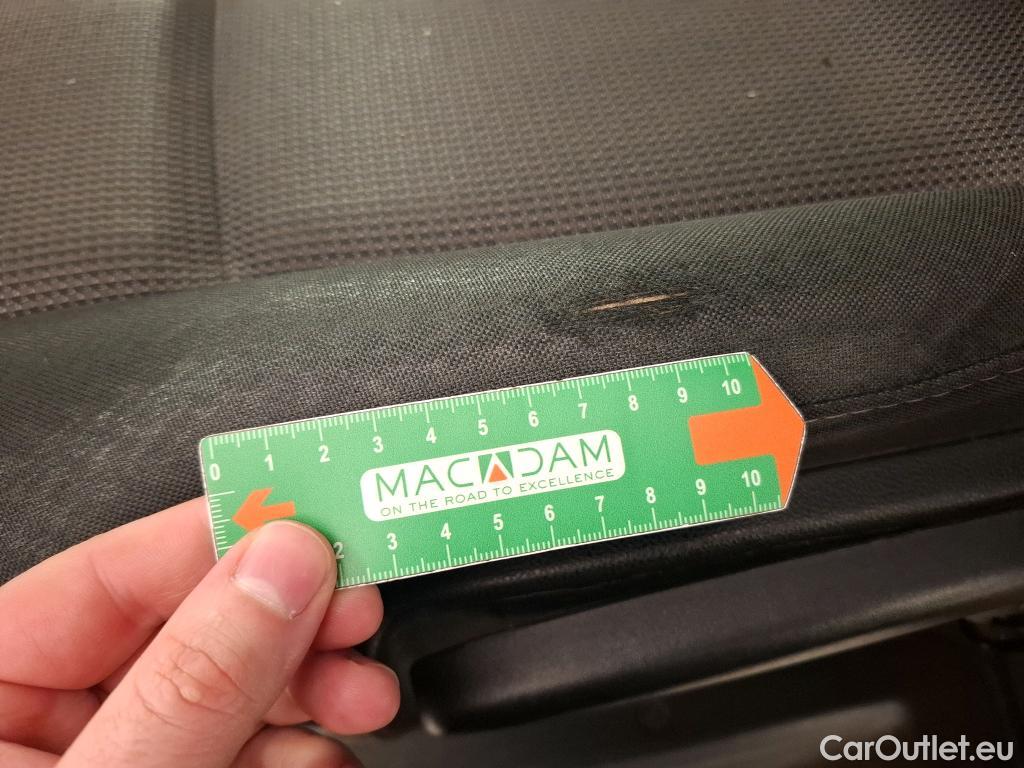 0 1 2 3 4 5 6 7 8 9 10
MACADAM
ON THE ROAD TO EXCELLENCE
2 3 4 5 6 7 8 9 10
CarOutlet.eu